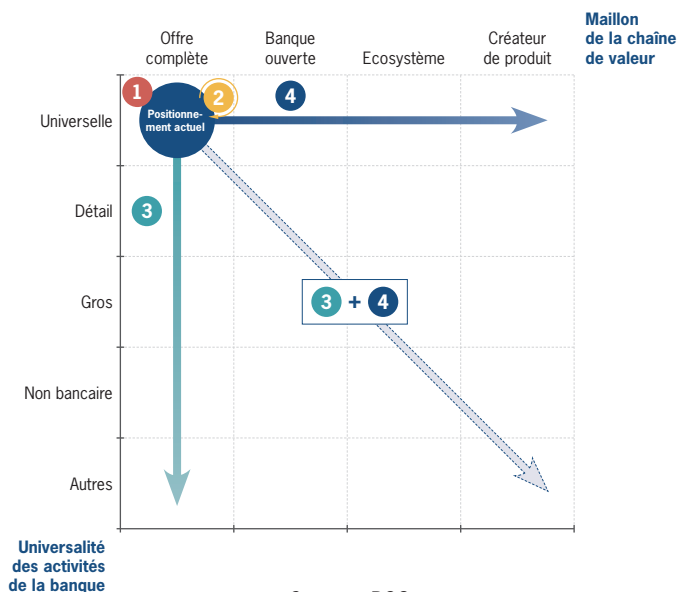 Maillon
de la chaîne
de valeur
Offre
complète
Banque
ouverte
Ecosystème
Créateur
de produit
1
2
4
Positionne-
ment actuel
Universelle
Détail
3
Gros
3 + 4
Non bancaire
Autres
Universalité
des activités
de la banque